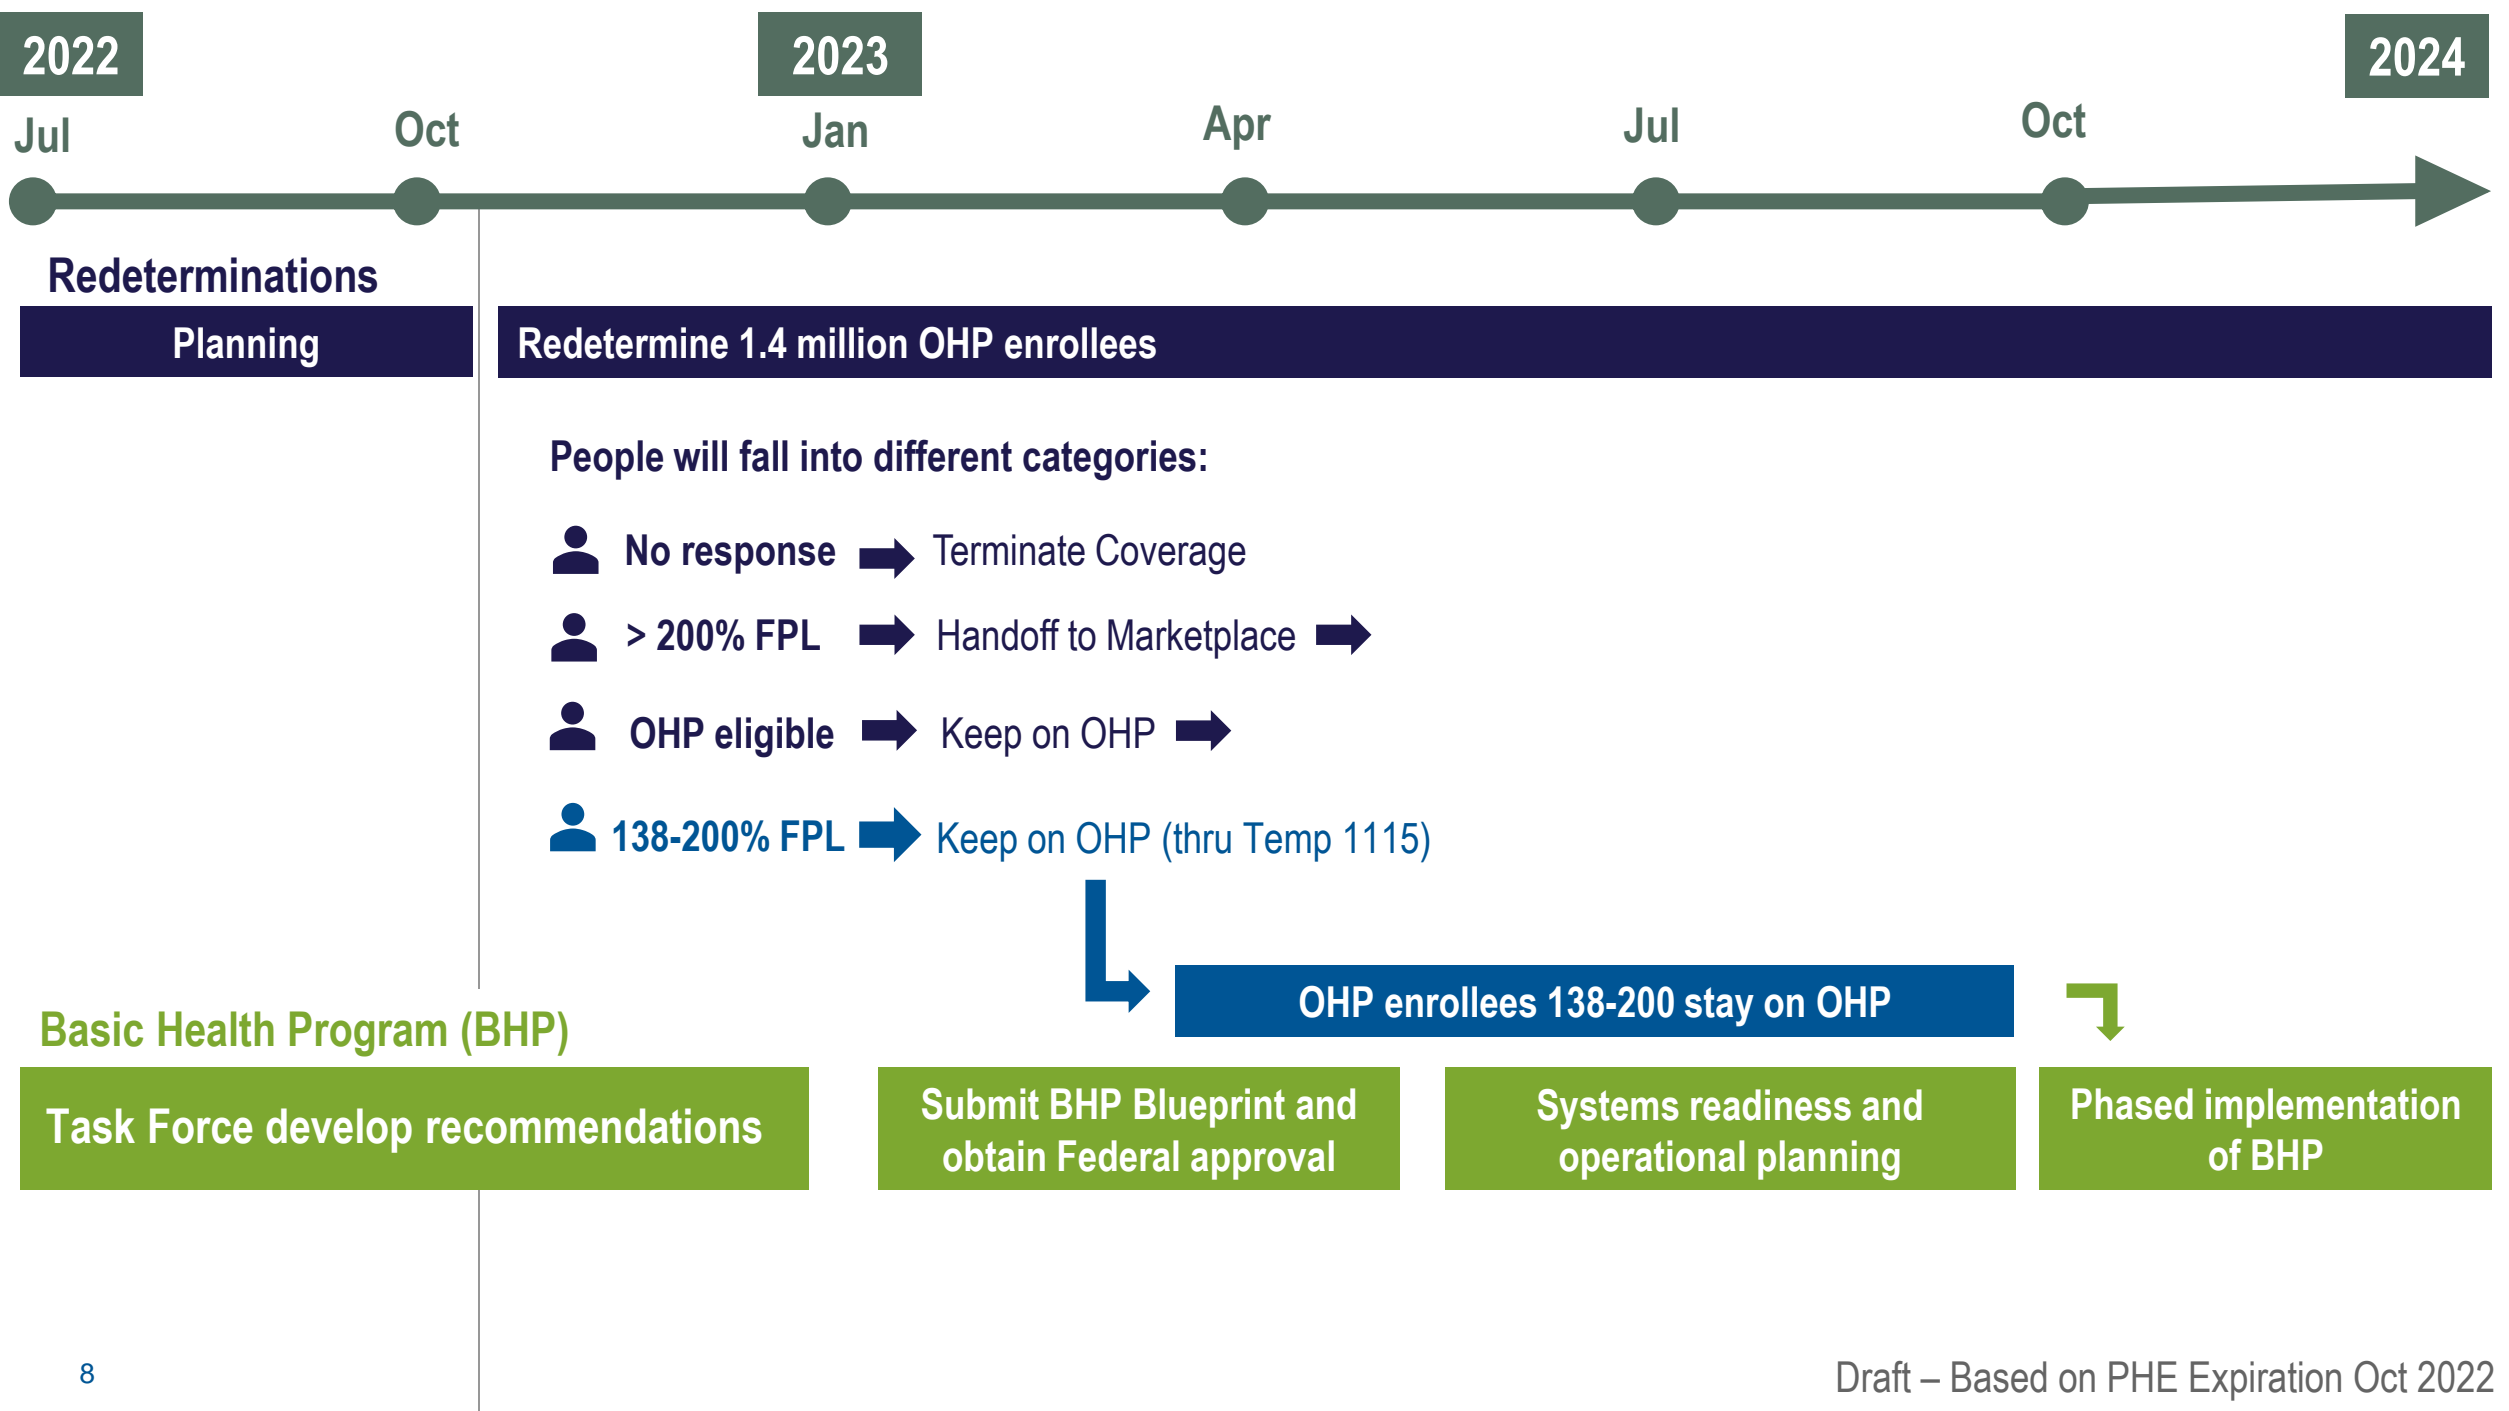 2022
2023
2024
Jul
Oct
Jan
Apr
Jul
Oct
Redeterminations
Planning
Redetermine 1.4 million OHP enrollees
People will fall into different categories:
No response
Terminate Coverage
> 200% FPL
Handoff to Marketplace
OHP eligible
Keep on OHP
138-200% FPL
Keep on OHP (thru Temp 1115)
OHP enrollees 138-200 stay on OHP
Basic Health Program (BHP)
Task Force develop recommendations
Submit BHP Blueprint and
obtain Federal approval
Systems readiness and
operational planning
Phased implementation
of BHP
8
Draft – Based on PHE Expiration Oct 2022